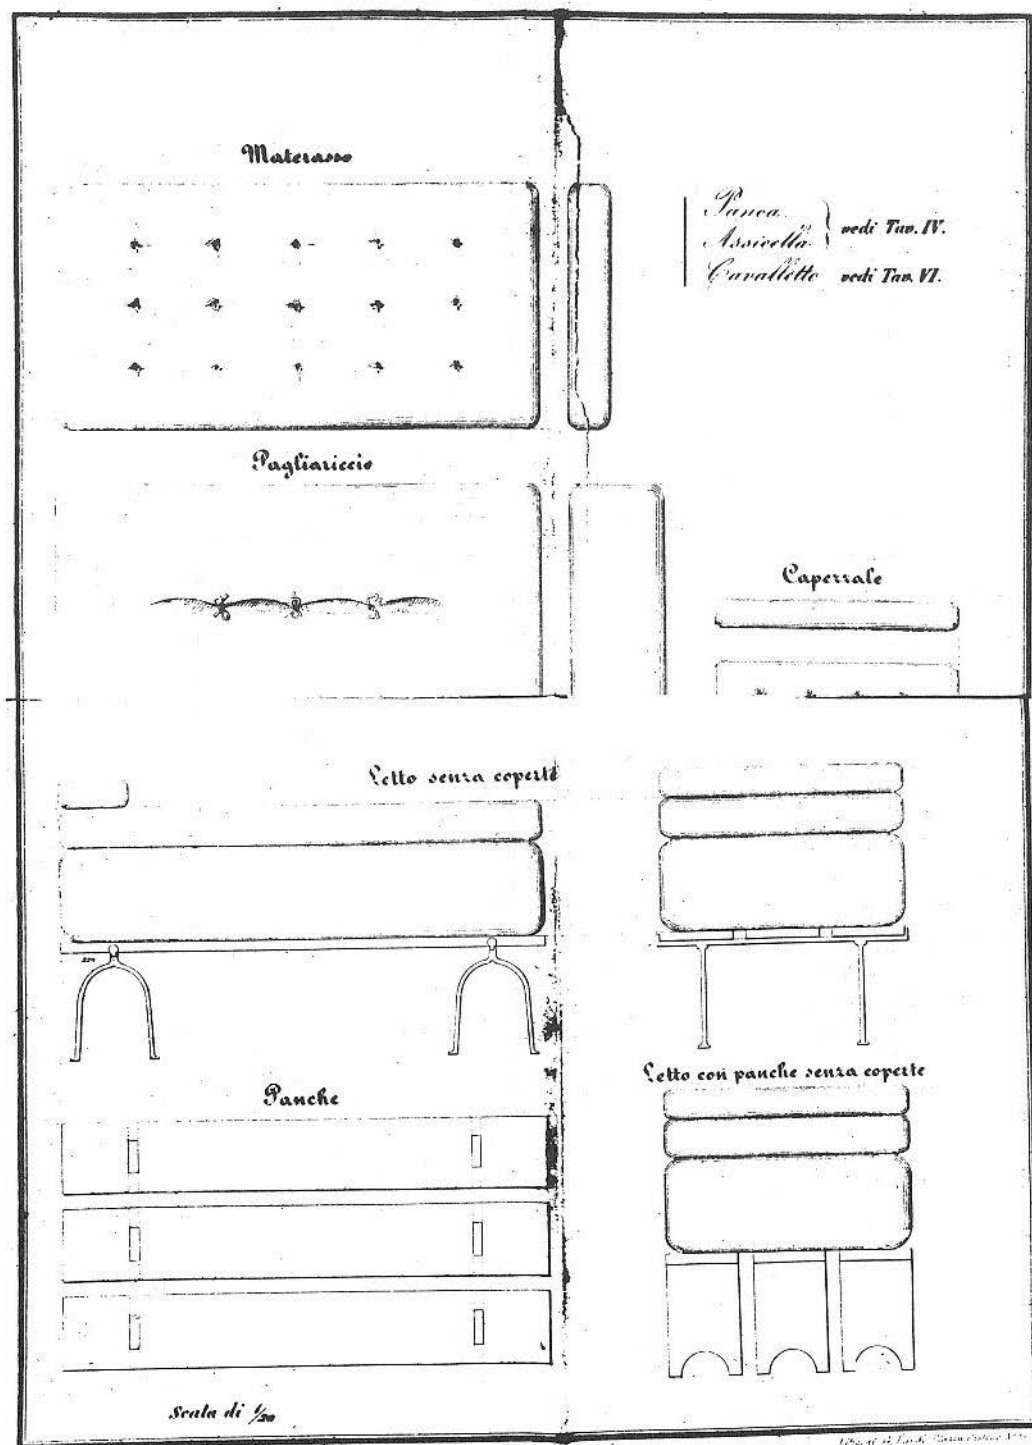 Materasso
Panca
Assicella
vedi Tav. IV.
Cavalletto vedi Tav. VI.
Pagliariccio
Capezzale
Letto senza coperte
Panche
Letto con panche senza coperte
Scala di 1/20